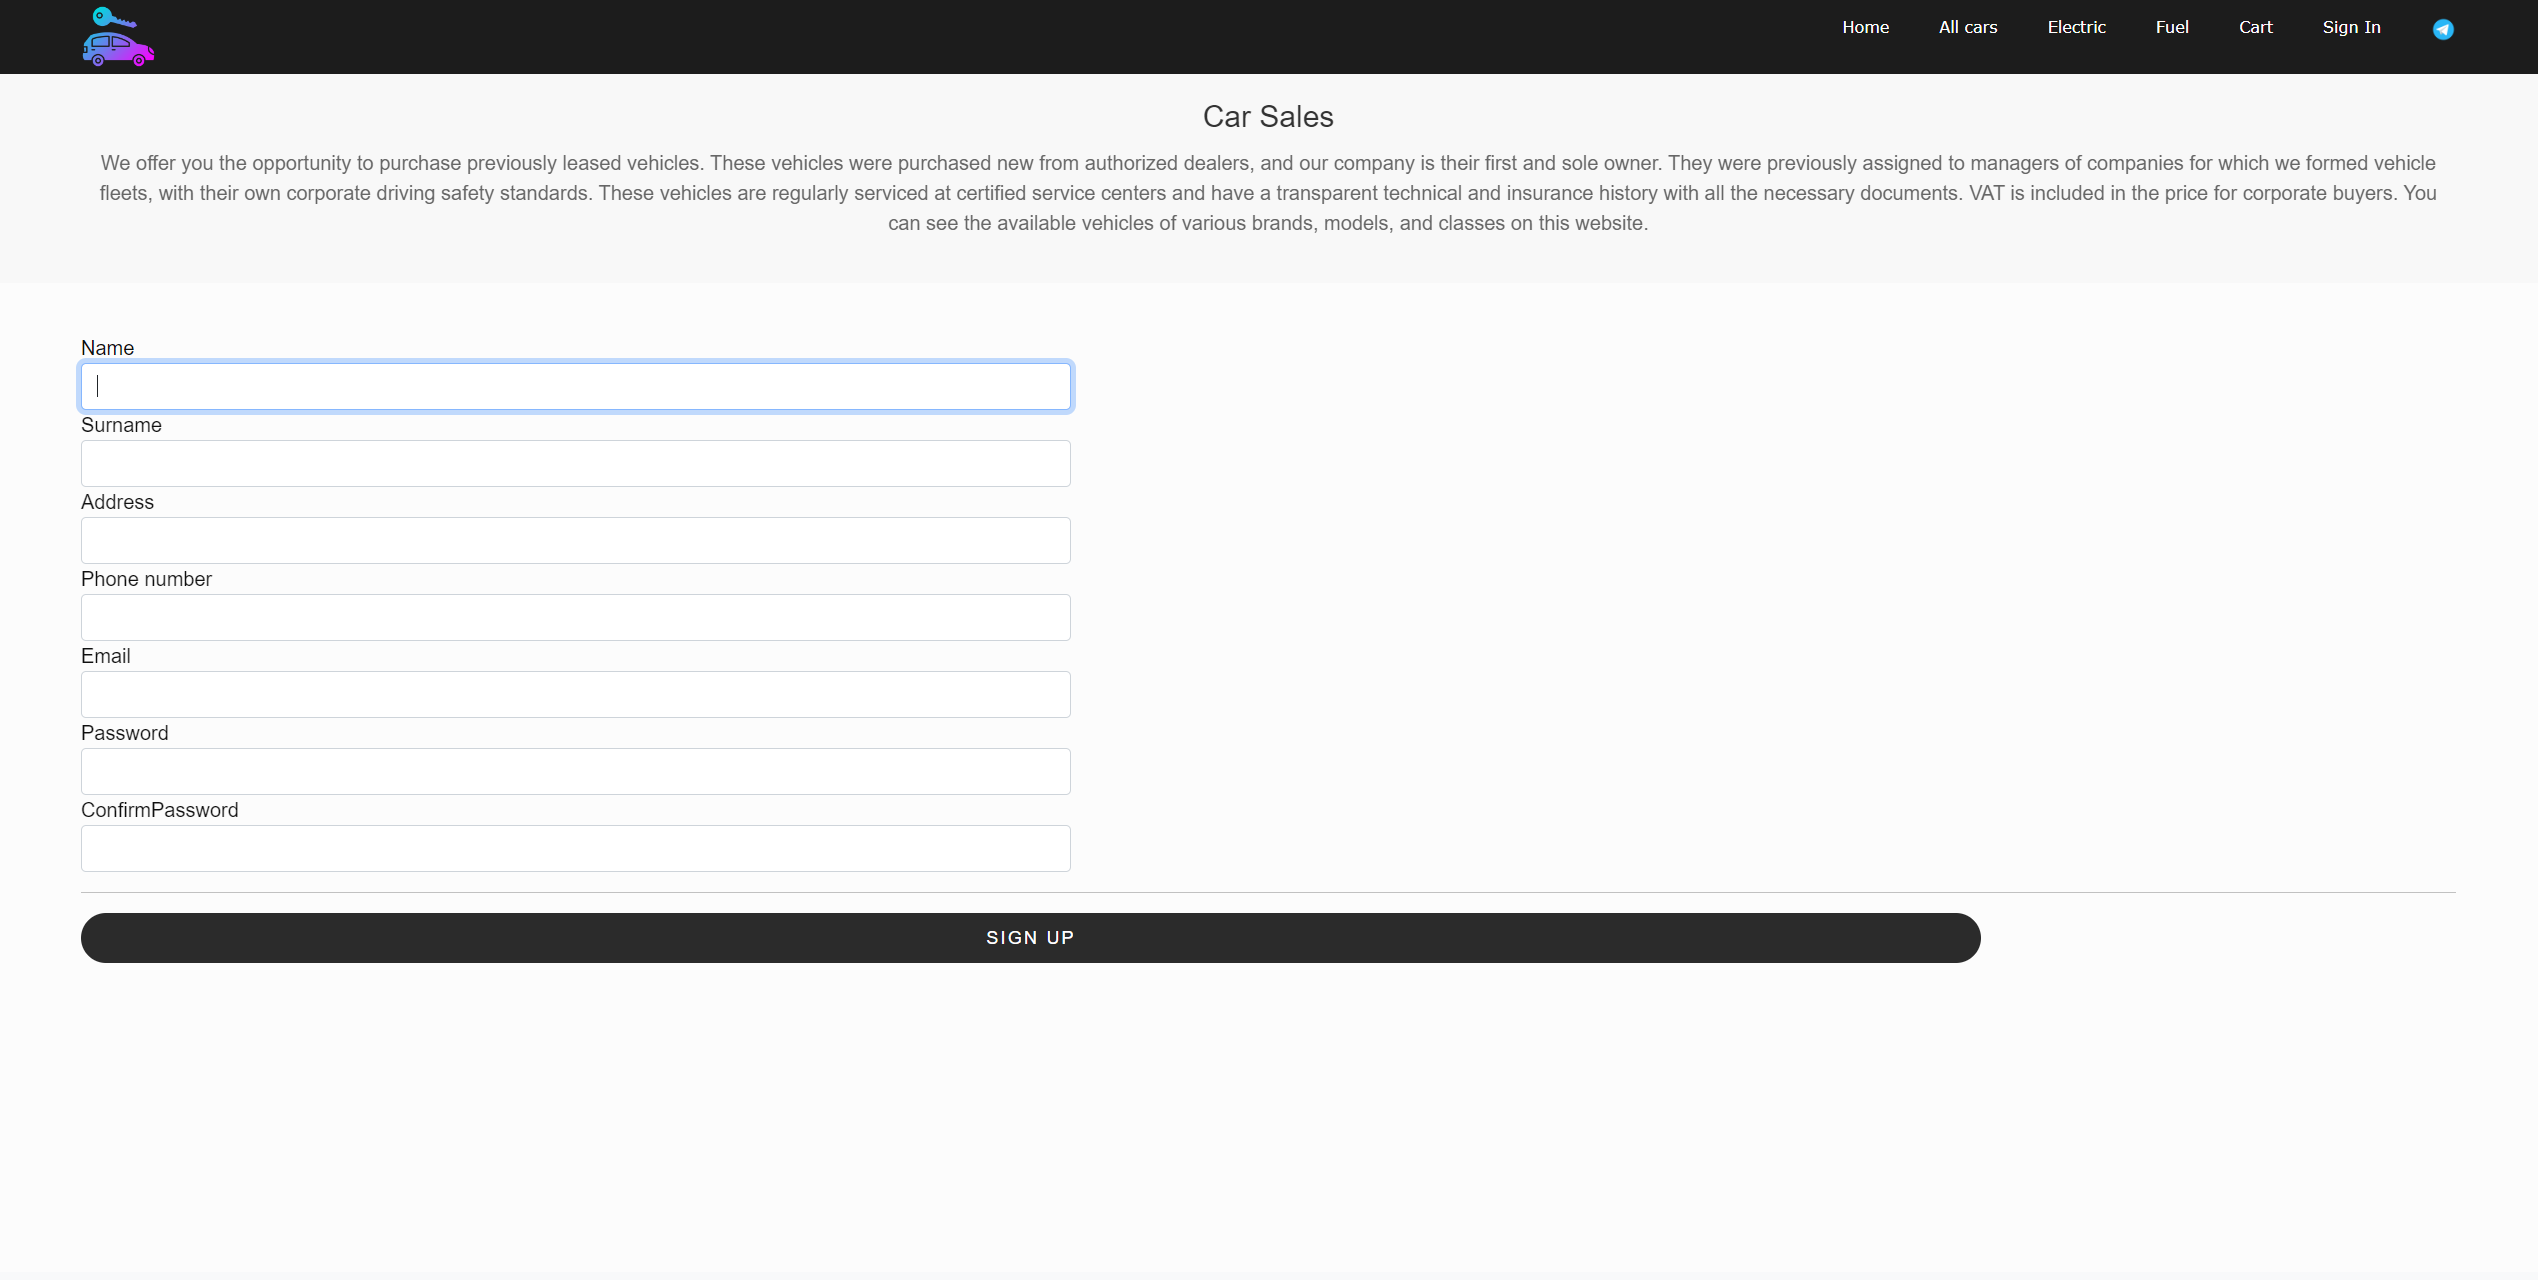 Home All cars Electric Fuel Cart Sign In
Car Sales
We offer you the opportunity to purchase previously leased vehicles. These vehicles were purchased new from authorized dealers, and our company is their first and sole owner. They were previously assigned to managers of companies for which we formed vehicle
fleets, with their own corporate driving safety standards. These vehicles are regularly serviced at certified service centers and have a transparent technical and insurance history with all the necessary documents. VAT is included in the price for corporate buyers. You
can see the available vehicles of various brands, models, and classes on this website.
Name
Surname
Address
Phone number
Email
Password
ConfirmPassword
SIGN UP